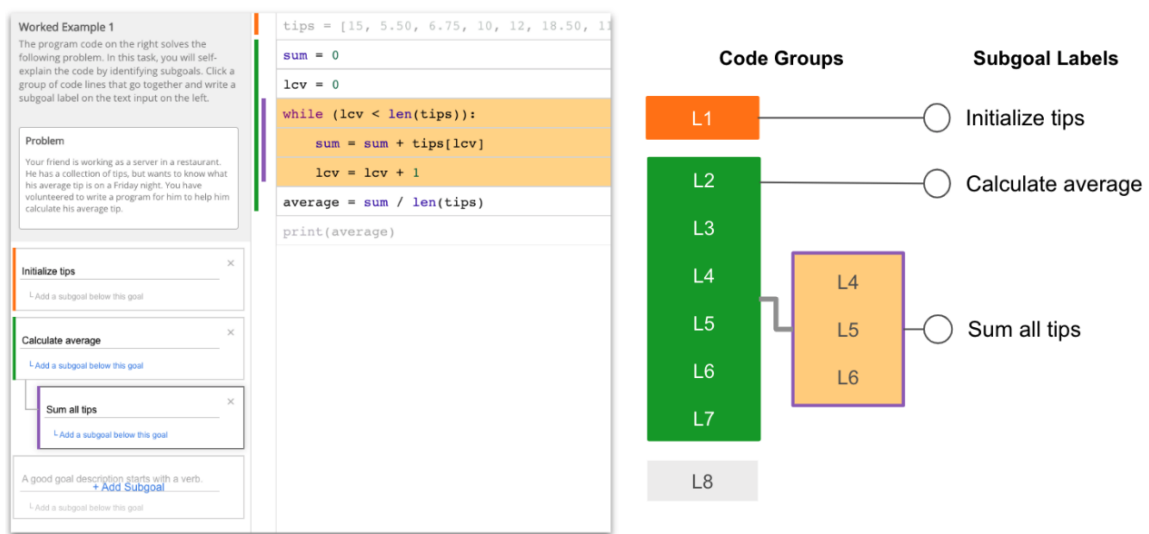 Worked Example 1
The program code on the right solves the
following problem. In this task, you will self-
explain the code by identifying subgoals. Click a
group of code lines that go together and write a
subgoal label on the text input on the left.
Problem
Your friend is working as a server in a restaurant.
He has a collection of tips, but wants to know what
his average tip is on a Friday night. You have
volunteered to write a program for him to help him
calculate his average tip.
Initialize tips
×
└ Add a subgoal below this goal
Calculate average
×
└ Add a subgoal below this goal
Sum all tips
×
└ Add a subgoal below this goal
A good goal description starts with a verb.
+ Add Subgoal
└ Add a subgoal below this goal
tips = [15, 5.50, 6.75, 10, 12, 18.50, 11
sum = 0
lcv = 0
while (lcv < len(tips)):
sum = sum + tips[lcv]
lcv = lcv + 1
average = sum / len(tips)
print(average)
Code Groups
Subgoal Labels
L1
Initialize tips
L2
Calculate average
L3
L4
L5
L6
L7
L4
L5
L6
Sum all tips
L8